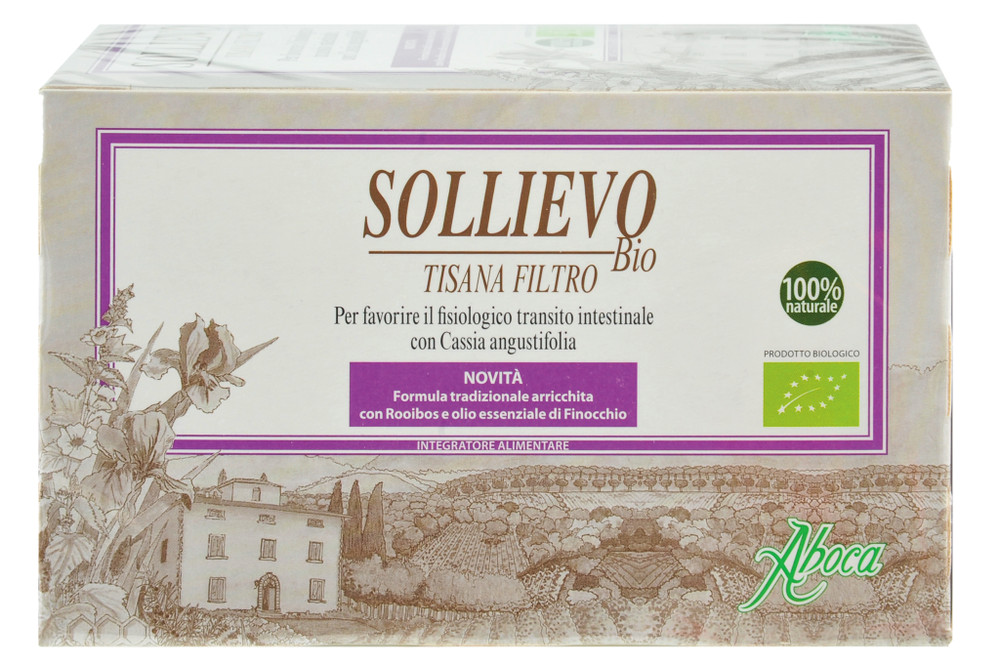 SOLLIEVO
Bio
TISANA FILTRO
Per favorire il fisiologico transito intestinale
con Cassia angustifolia
NOVITÀ
Formula tradizionale arricchita
con Rooibos e olio essenziale di Finocchio
INTEGRATORE ALIMENTARE
100%
naturale
PRODOTTO BIOLOGICO
Aboca